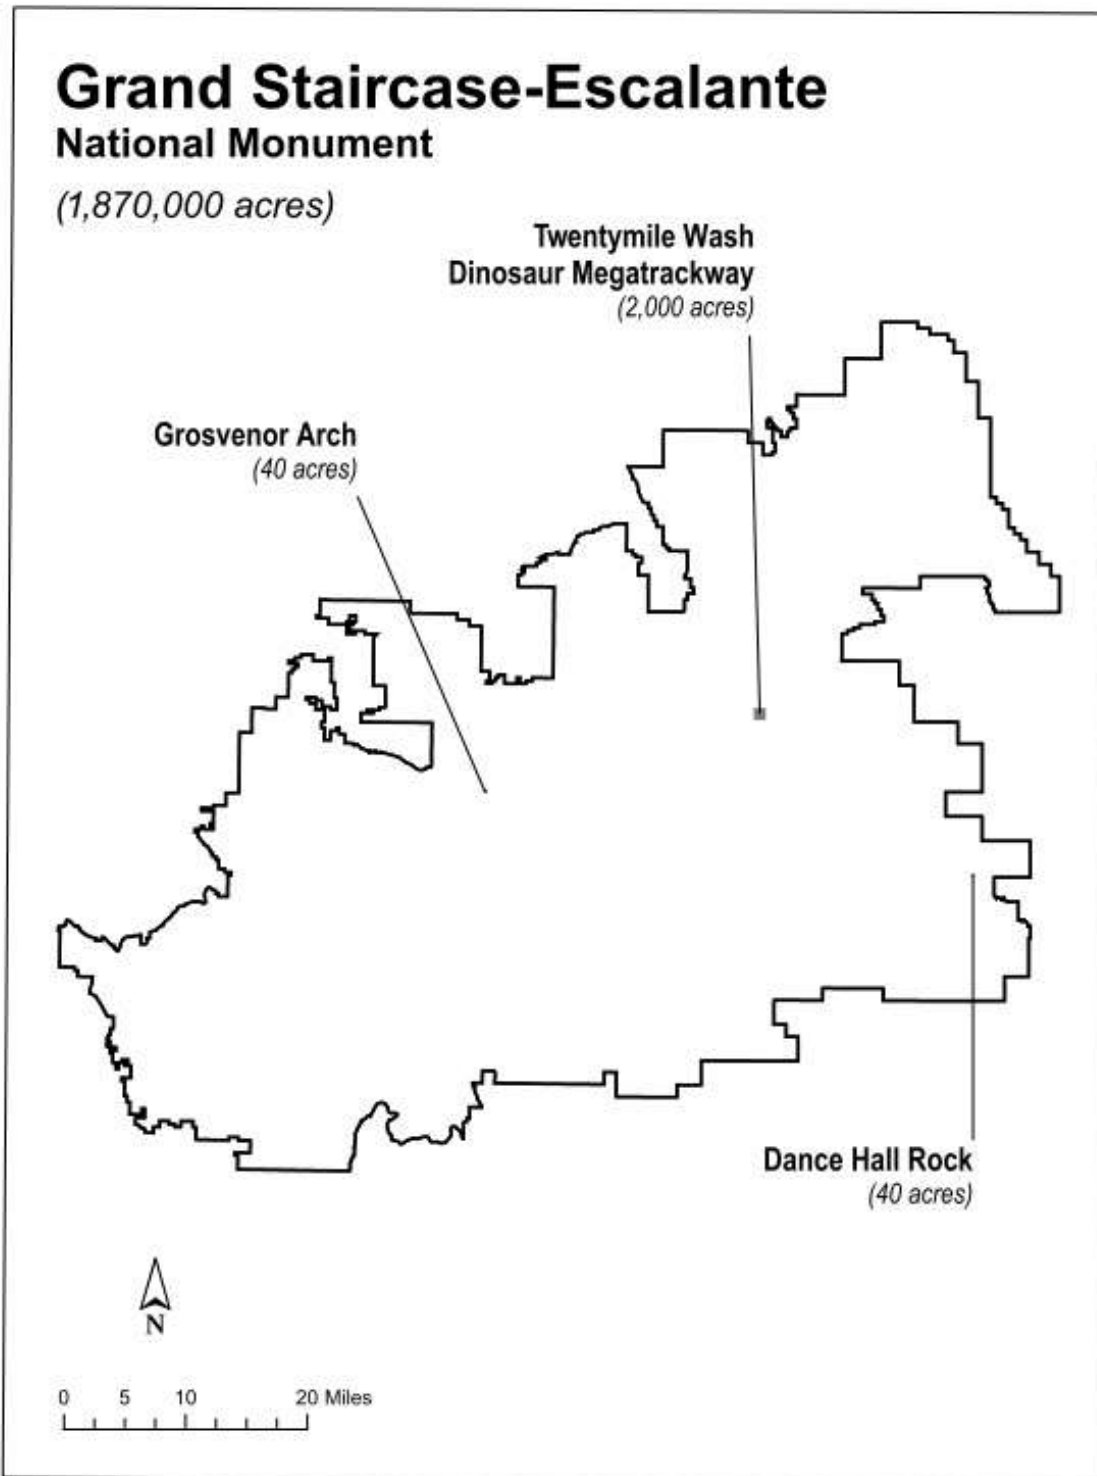 Grand Staircase-Escalante
National Monument
(1,870,000 acres)
Twentymile Wash
Dinosaur Megatrackway
(2,000 acres)
Grosvenor Arch
(40 acres)
Dance Hall Rock
(40 acres)
N
0 5 10 20 Miles